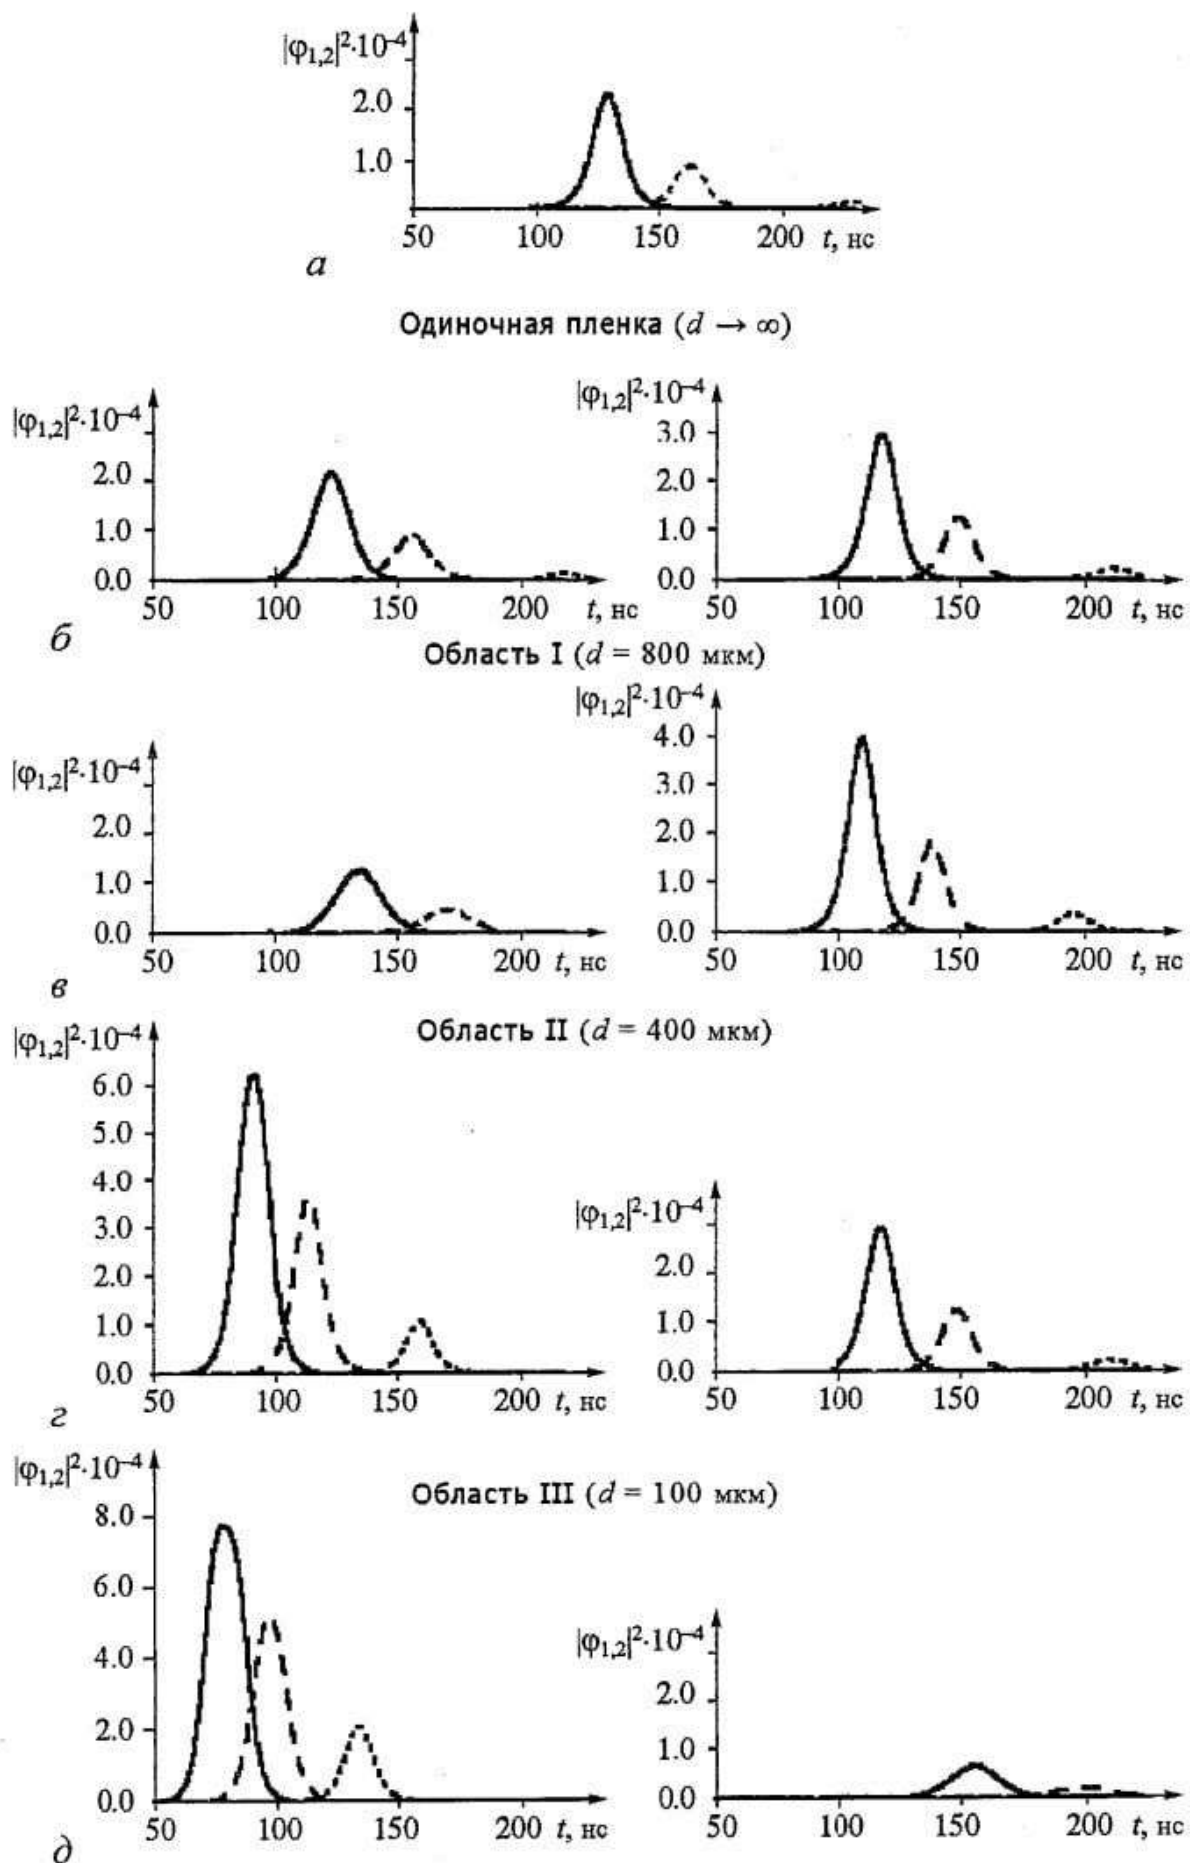 |φ1,2|²·10⁻⁴
2.0
1.0
50 100 150 200 t, нс
а
Одиночная пленка (d → ∞)
|φ1,2|²·10⁻⁴ |φ1,2|²·10⁻⁴
3.0
2.0 2.0
1.0 1.0
0.0 0.0
50 100 150 200 t, нс 50 100 150 200 t, нс
б
Область I (d = 800 мкм)
|φ1,2|²·10⁻⁴ |φ1,2|²·10⁻⁴
4.0
3.0
2.0 2.0
1.0 1.0
0.0 0.0
50 100 150 200 t, нс 50 100 150 200 t, нс
в
Область II (d = 400 мкм)
|φ1,2|²·10⁻⁴
6.0
5.0
4.0
3.0 |φ1,2|²·10⁻⁴
2.0 2.0
1.0 1.0
0.0 0.0
50 100 150 200 t, нс 50 100 150 200 t, нс
г
|φ1,2|²·10⁻⁴
Область III (d = 100 мкм)
8.0
6.0
4.0 |φ1,2|²·10⁻⁴
2.0 2.0
1.0
0.0 0.0
50 100 150 200 t, нс 50 100 150 200 t, нс
д